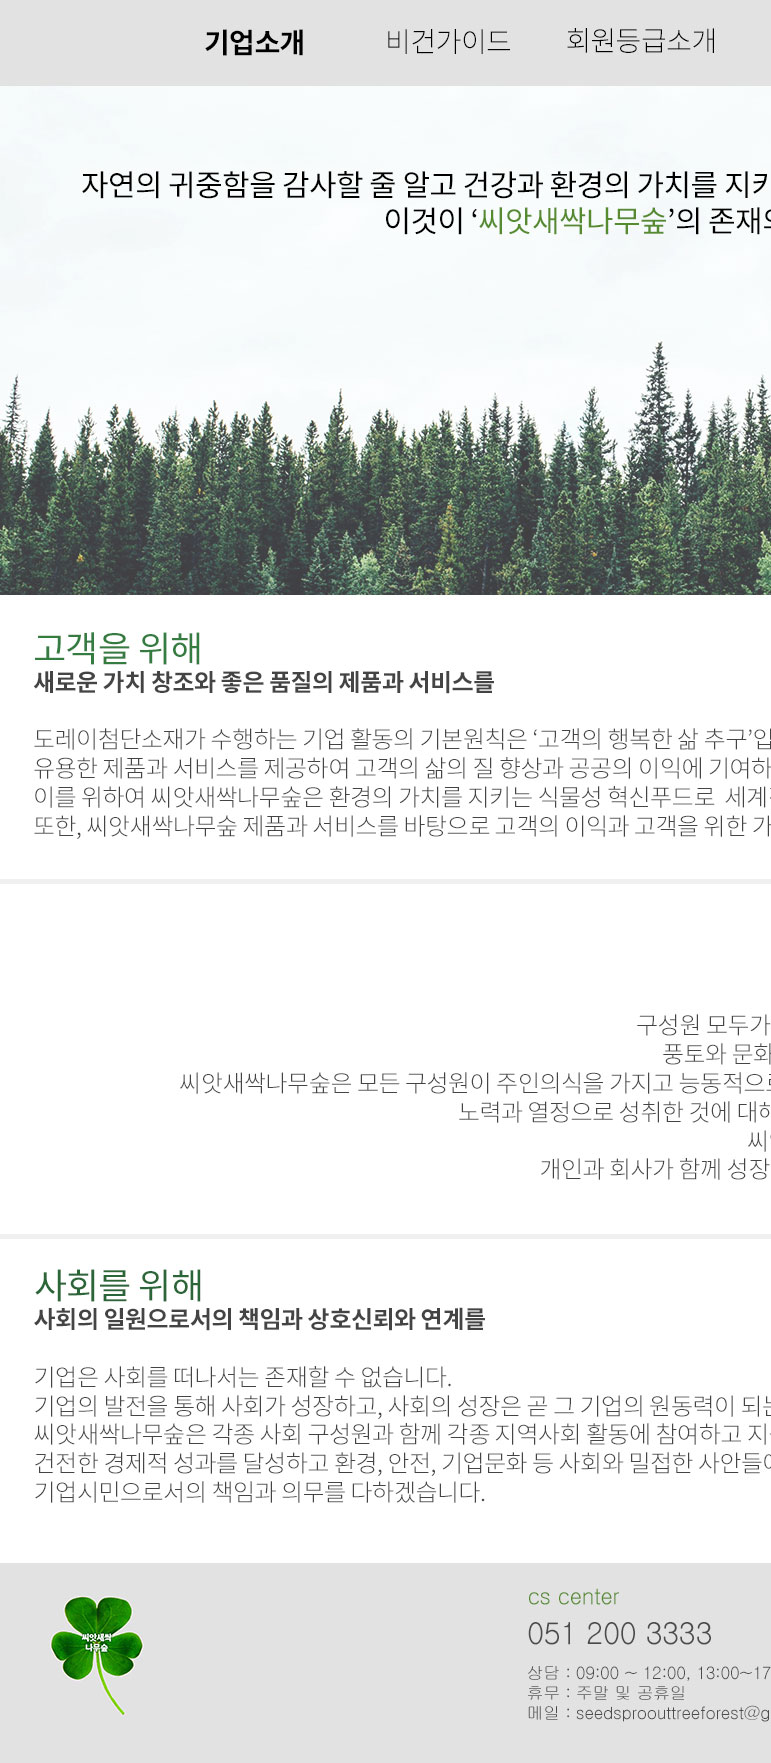 기업소개 비건가이드 회원등급소개
자연의 귀중함을 감사할 줄 알고 건강과 환경의 가치를 지키
이것이 ‘씨앗새싹나무숲’의 존재의
고객을 위해
새로운 가치 창조와 좋은 품질의 제품과 서비스를
도레이첨단소재가 수행하는 기업 활동의 기본원칙은 ‘고객의 행복한 삶 추구’입
유용한 제품과 서비스를 제공하여 고객의 삶의 질 향상과 공공의 이익에 기여하
이를 위하여 씨앗새싹나무숲은 환경의 가치를 지키는 식물성 혁신푸드로 세계
또한, 씨앗새싹나무숲 제품과 서비스를 바탕으로 고객의 이익과 고객을 위한 가
구성원 모두가
풍토와 문화
씨앗새싹나무숲은 모든 구성원이 주인의식을 가지고 능동적으로
노력과 열정으로 성취한 것에 대해
개인과 회사가 함께 성장
사회를 위해
사회의 일원으로서의 책임과 상호신뢰와 연계를
기업은 사회를 떠나서는 존재할 수 없습니다.
기업의 발전을 통해 사회가 성장하고, 사회의 성장은 곧 그 기업의 원동력이 되는
씨앗새싹나무숲은 각종 사회 구성원과 함께 각종 지역사회 활동에 참여하고 지
건전한 경제적 성과를 달성하고 환경, 안전, 기업문화 등 사회와 밀접한 사안들에
기업시민으로서의 책임과 의무를 다하겠습니다.
씨앗새싹
나무숲
cs center
051 200 3333
상담 : 09:00 ~ 12:00, 13:00~17
휴무 : 주말 및 공휴일
메일 : seedsproouttreeforest@g